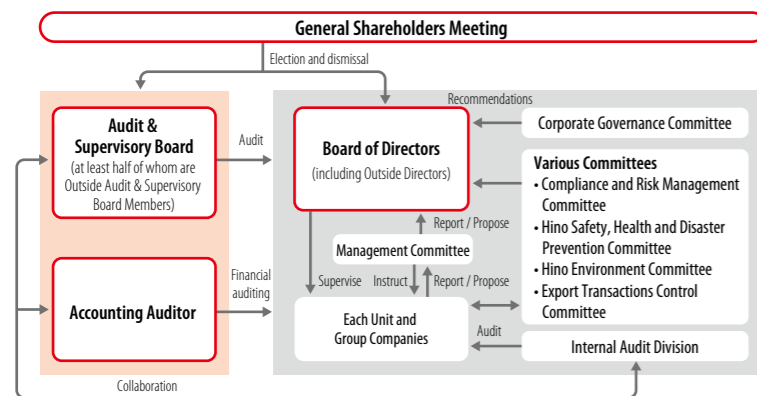 General Shareholders Meeting
Election and dismissal
Audit &
Supervisory Board
(at least half of whom are
Outside Audit & Supervisory
Board Members)
Audit
Board of Directors
(including Outside Directors)
Recommendations
Corporate Governance Committee
Various Committees
• Compliance and Risk Management
Committee
• Hino Safety, Health and Disaster
Prevention Committee
• Hino Environment Committee
• Export Transactions Control
Committee
Report / Propose
Management Committee
Supervise
Instruct
Report / Propose
Accounting Auditor
Financial
auditing
Each Unit and
Group Companies
Audit
Internal Audit Division
Collaboration